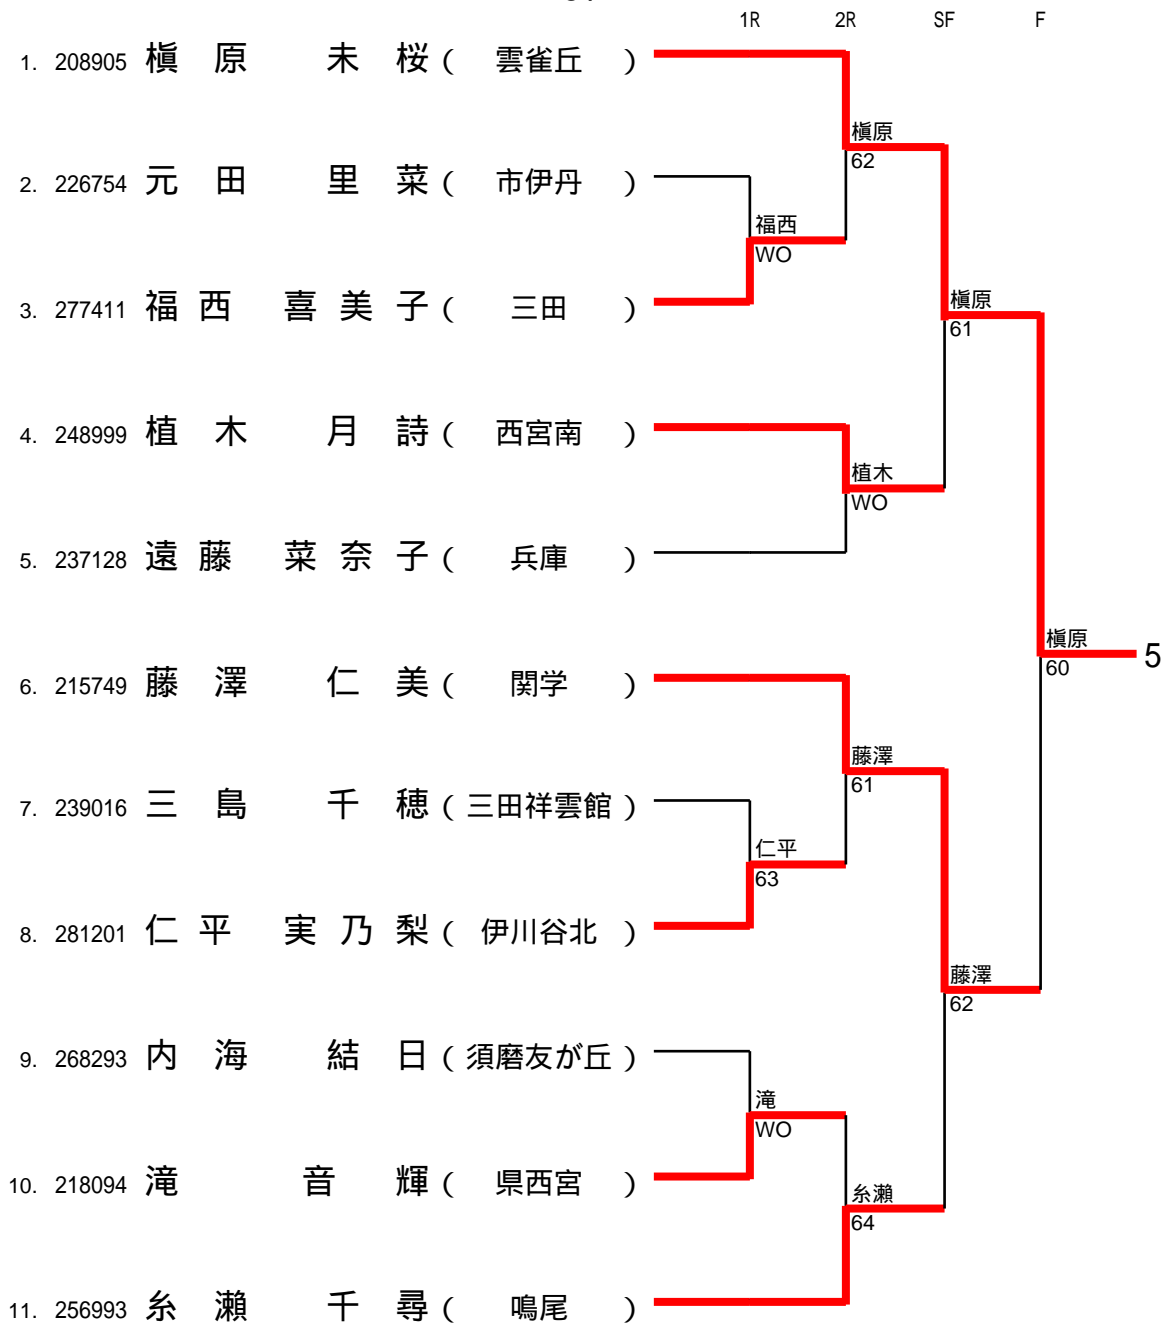 1R 2R SF F
1. 208905 槇原 未桜 ( 雲雀丘 )
槇原
62
2. 226754 元田 里菜 ( 市伊丹 )
福西
WO
3. 277411 福西 喜美子 ( 三田 )
槇原
61
4. 248999 植木 月詩 ( 西宮南 )
植木
WO
5. 237128 遠藤 菜奈子 ( 兵庫 )
槇原
60
5
6. 215749 藤澤 仁美 ( 関学 )
藤澤
61
7. 239016 三島 千穂 ( 三田祥雲館 )
仁平
63
8. 281201 仁平 実乃梨 ( 伊川谷北 )
藤澤
62
9. 268293 内海 結日 ( 須磨友が丘 )
滝
WO
10. 218094 滝 音輝 ( 県西宮 )
糸瀬
64
11. 256993 糸瀬 千尋 ( 鳴尾 )